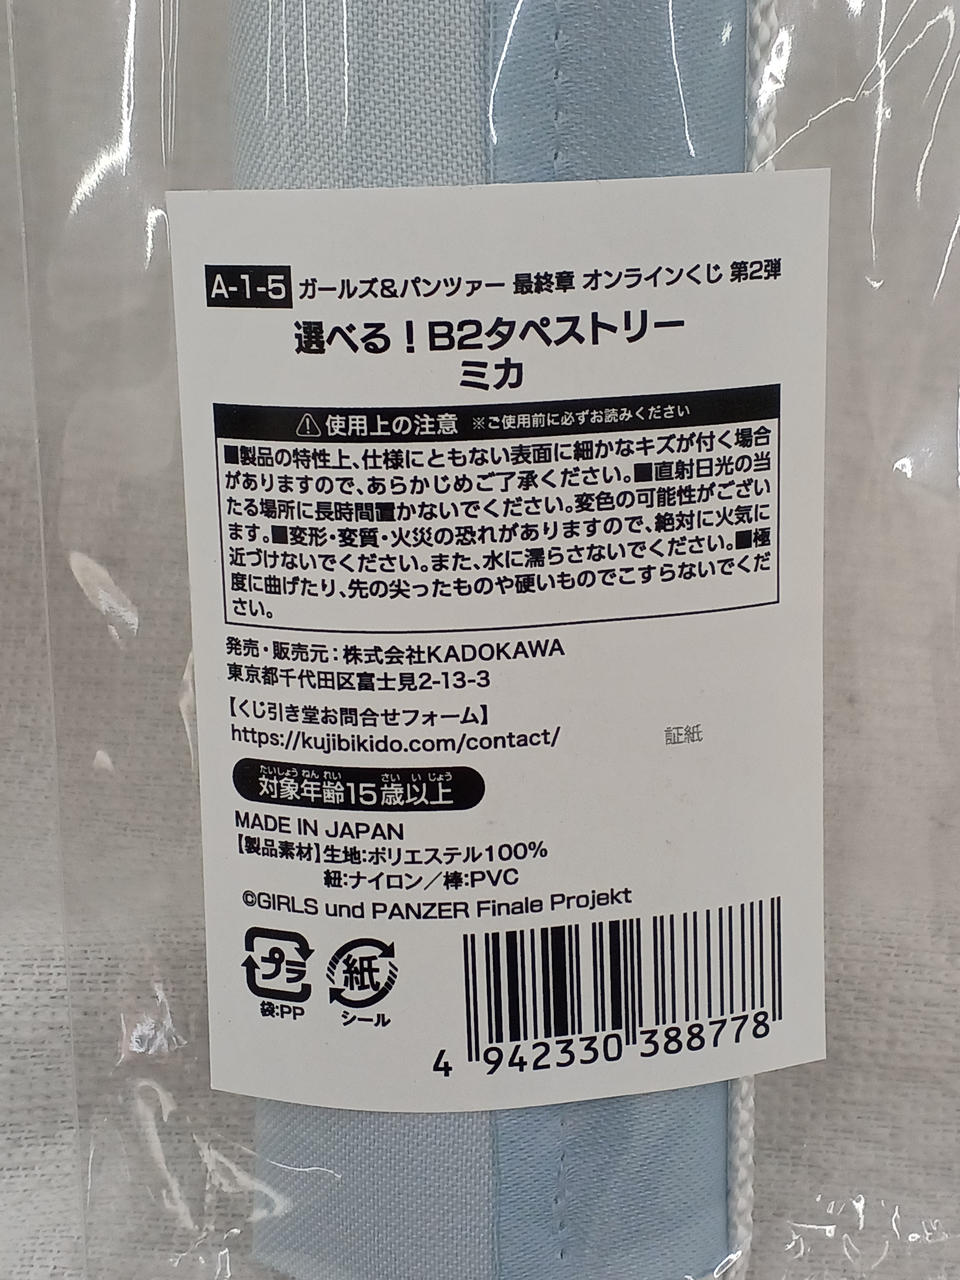 A-1-5 ガールズ&パンツァー 最終章 オンラインくじ 第2弾
選べる！B2タペストリー
ミカ
⚠使用上の注意 ※ご使用前に必ずお読みください
■製品の特性上、仕様にともない表面に細かなキズが付く場合
がありますので、あらかじめご了承ください。■直射日光の当
たる場所に長時間置かないでください。変色の可能性がござい
ます。■変形・変質・火災の恐れがありますので、絶対に火気に
近づけないでください。また、水に濡らさないでください。■極
度に曲げたり、先の尖ったものや硬いものでこすらないでくだ
さい。
発売・販売元：株式会社KADOKAWA
東京都千代田区富士見2-13-3
【くじ引き堂お問合せフォーム】
https://kujibikido.com/contact/
証紙
たいしょうねんれい さい いじょう
対象年齢15歳以上
MADE IN JAPAN
【製品素材】生地:ポリエステル100%
紐:ナイロン／棒:PVC
©GIRLS und PANZER Finale Projekt
プラ
袋:PP
紙
シール
4 942330 388778